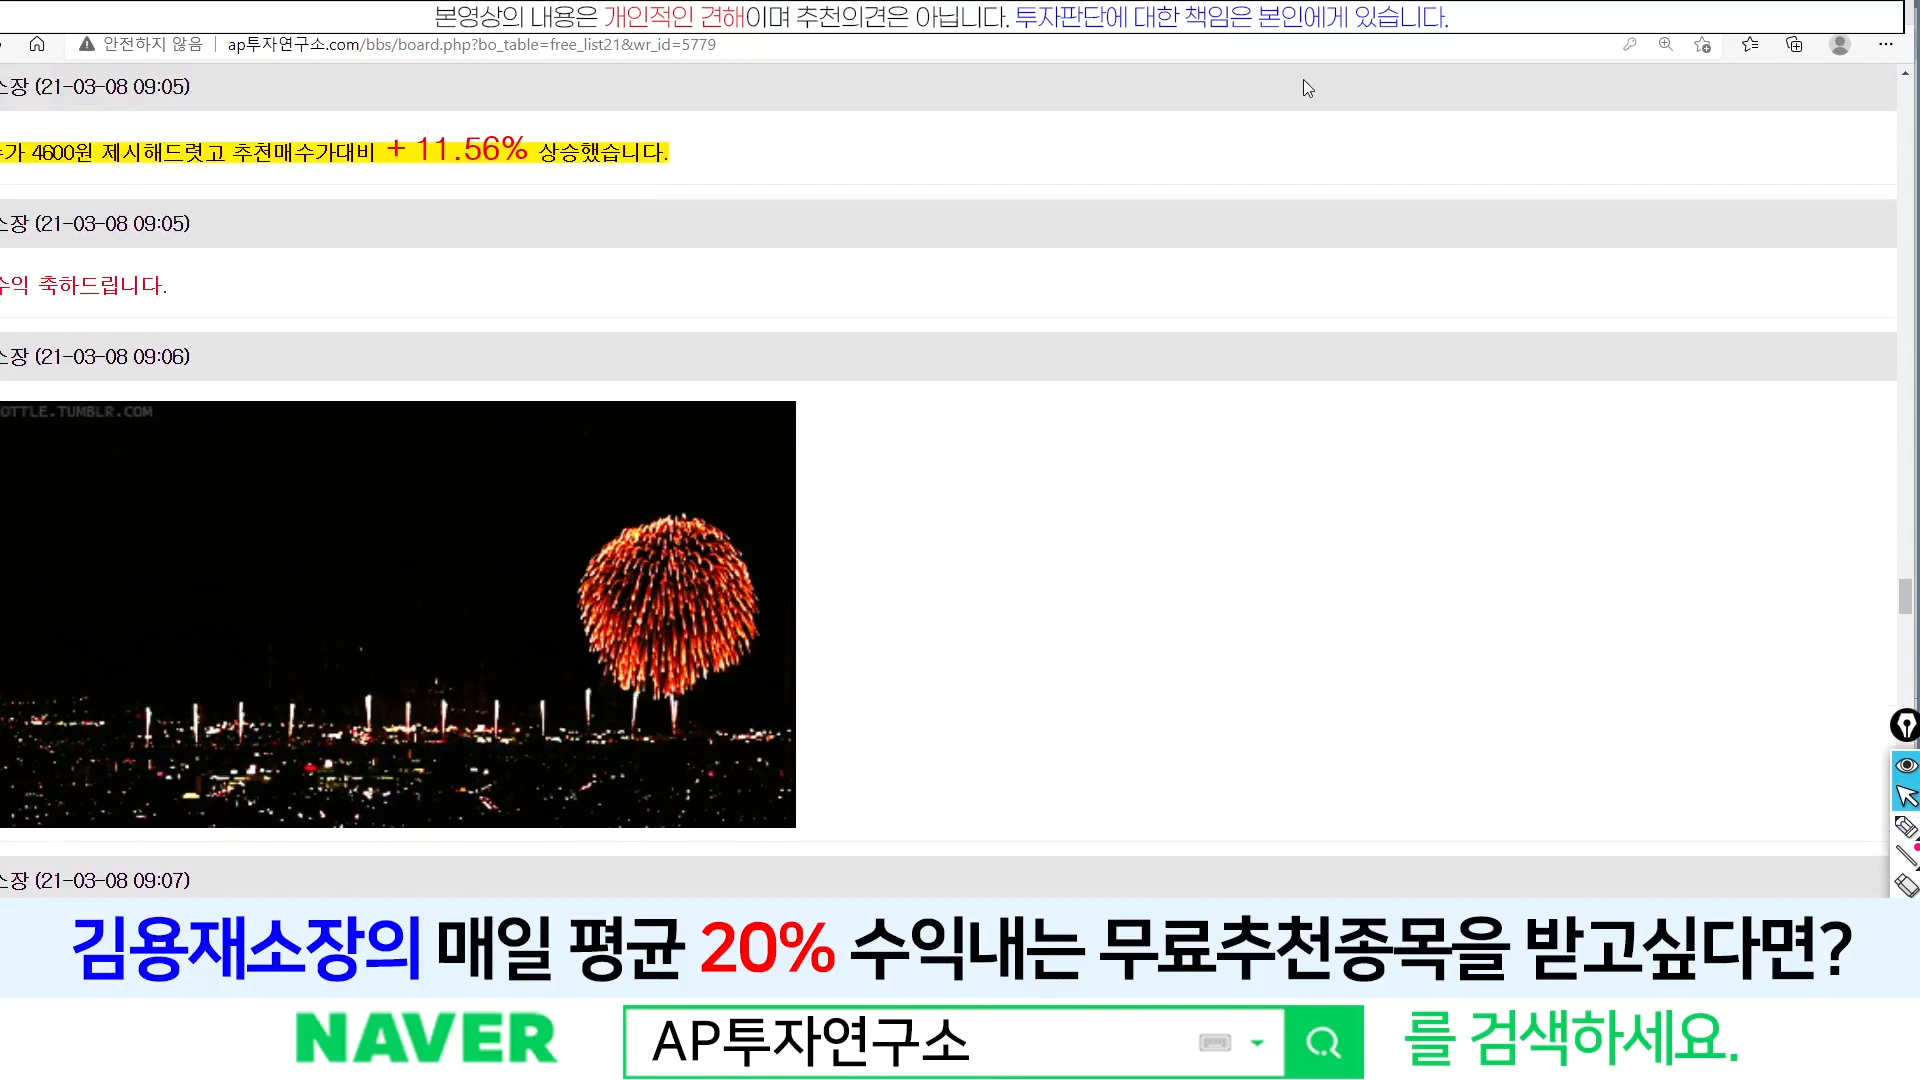 본영상의 내용은 개인적인 견해이며 추천의견은 아닙니다. 투자판단에 대한 책임은 본인에게 있습니다.
안전하지 않음 | ap투자연구소.com/bbs/board.php?bo_table=free_list21&wr_id=5779
소장 (21-03-08 09:05)
가 4600원 제시해드렷고 추천매수가대비 + 11.56% 상승했습니다.
소장 (21-03-08 09:05)
수익 축하드립니다.
소장 (21-03-08 09:06)
OTTLE.TUMBLR.COM
소장 (21-03-08 09:07)
김용재소장의 매일 평균 20% 수익내는 무료추천종목을 받고싶다면?
NAVER AP투자연구소 를 검색하세요.